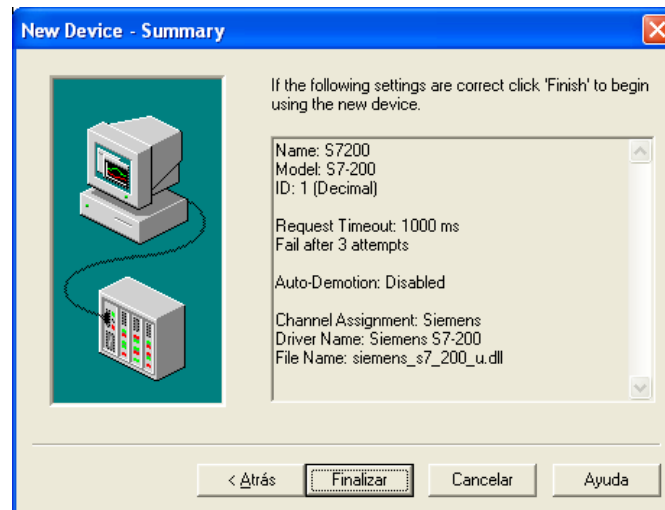 New Device - Summary
If the following settings are correct click 'Finish' to begin
using the new device.
Name: S7200
Model: S7-200
ID: 1 (Decimal)
Request Timeout: 1000 ms
Fail after 3 attempts
Auto-Demotion: Disabled
Channel Assignment: Siemens
Driver Name: Siemens S7-200
File Name: siemens_s7_200_u.dll
< Atrás Finalizar Cancelar Ayuda